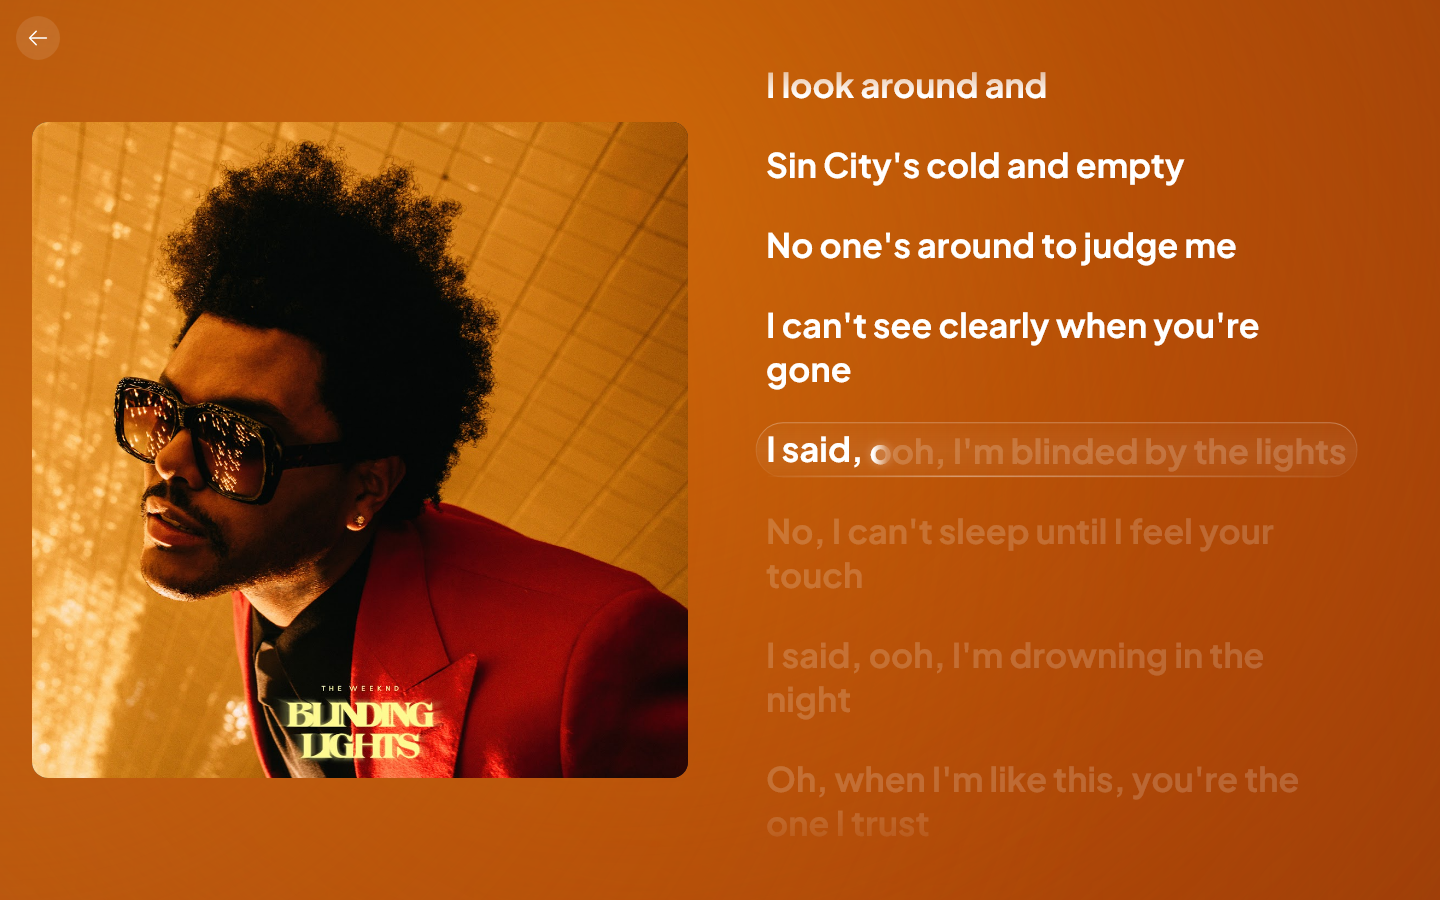 I look around and
Sin City's cold and empty
No one's around to judge me
I can't see clearly when you're
gone
I said, ooh, I'm blinded by the lights
No, I can't sleep until I feel your
touch
I said, ooh, I'm drowning in the
night
Oh, when I'm like this, you're the
one I trust
THE WEEKND
BLINDING
LIGHTS